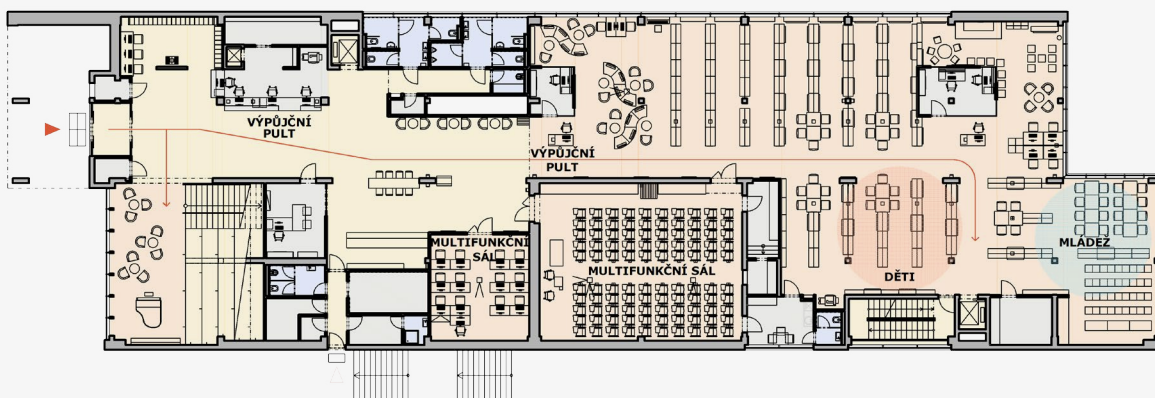 VÝPŮJČNÍ
PULT
VÝPŮJČNÍ
PULT
MULTIFUNKČNÍ
SÁL
MULTIFUNKČNÍ SÁL
DĚTI
MLÁDEŽ